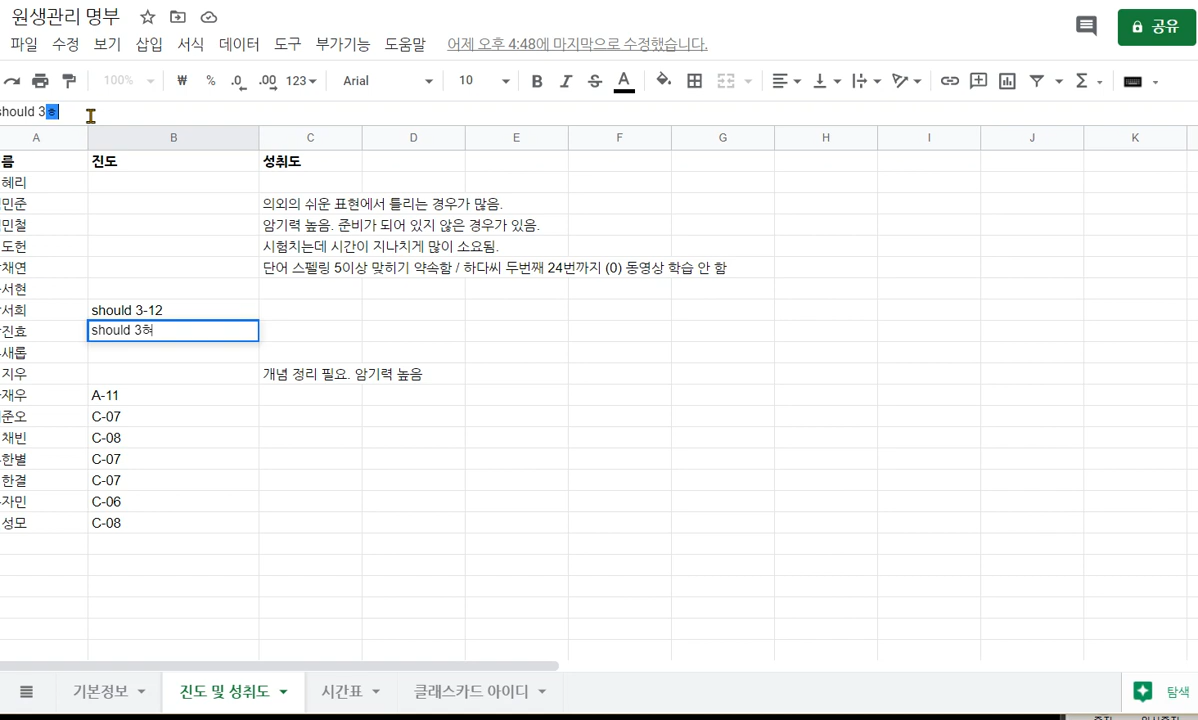 원생관리 명부
공유
파일 수정 보기 삽입 서식 데이터 도구 부가기능 도움말 어제 오후 4:48에 마지막으로 수정했습니다.
100% ₩ % .0 .00 123 Arial 10 B I S A Σ
should 3
A B C D E F G H I J K
름 진도 성취도
혜리
민준 의외의 쉬운 표현에서 틀리는 경우가 많음.
민철 암기력 높음. 준비가 되어 있지 않은 경우가 있음.
도헌 시험치는데 시간이 지나치게 많이 소요됨.
채연 단어 스펠링 5이상 맞히기 약속함 / 하다씨 두번째 24번까지 (0) 동영상 학습 안 함
서현
서희 should 3-12
진효 should 3혀
새롭
지우 개념 정리 필요. 암기력 높음
재우 A-11
준오 C-07
채빈 C-08
한별 C-07
한결 C-07
자민 C-06
성모 C-08
기본정보 진도 및 성취도 시간표 클래스카드 아이디 탐색